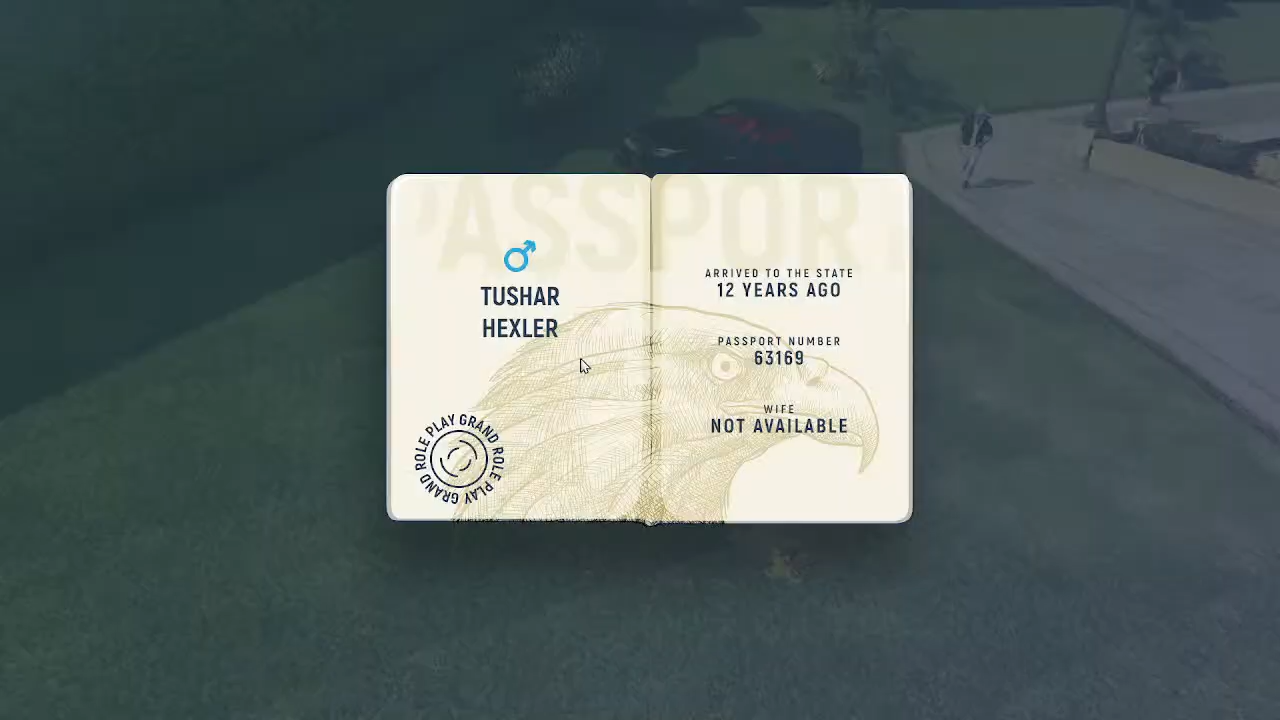 PASSPORT
TUSHAR
HEXLER
GRAND ROLE PLAY GRAND ROLE PLAY
ARRIVED TO THE STATE
12 YEARS AGO
PASSPORT NUMBER
63169
WIFE
NOT AVAILABLE